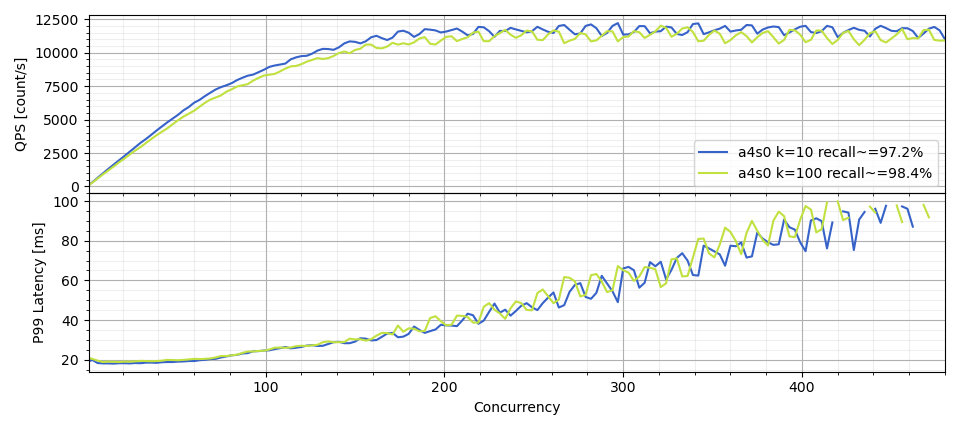 12500
10000
7500
5000
2500
0
QPS [count/s]
a4s0 k=10 recall~=97.2%
a4s0 k=100 recall~=98.4%
100
80
60
40
20
P99 Latency [ms]
100 200 300 400
Concurrency